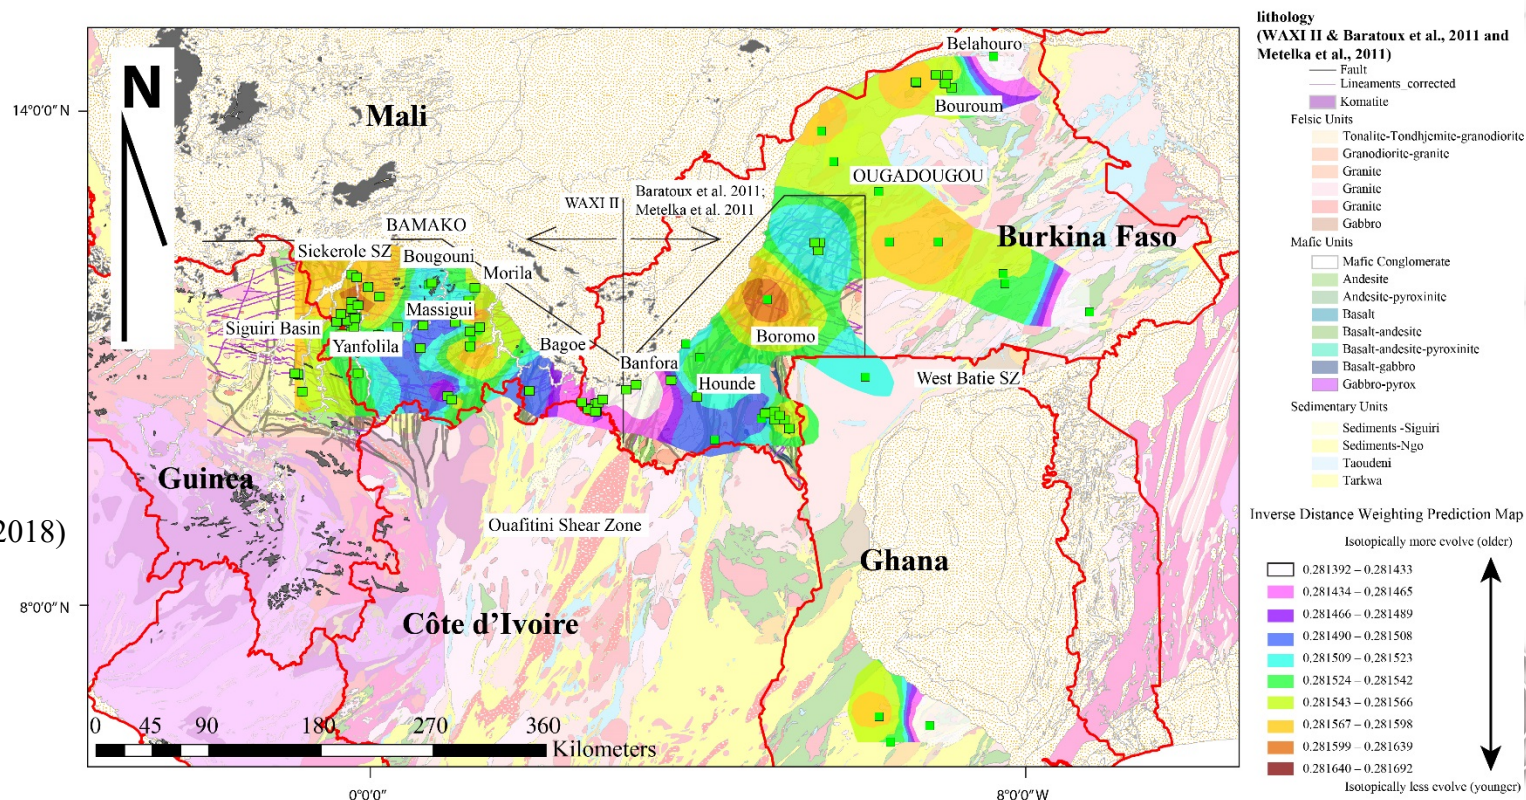 lithology
(WAXI II & Baratoux et al., 2011 and
Metelka et al., 2011)
Fault
Lineaments_corrected
Komatite
Felsic Units
Tonalite-Tondhjemite-granodiorite
Granodiorite-granite
Granite
Granite
Granite
Gabbro
Mafic Units
Mafic Conglomerate
Andesite
Andesite-pyroxinite
Basalt
Basalt-andesite
Basalt-andesite-pyroxinite
Basalt-gabbro
Gabbro-pyrox
Sedimentary Units
Sediments -Siguiri
Sediments-Ngo
Taoudeni
Tarkwa
Inverse Distance Weighting Prediction Map
Isotopically more evolve (older)
0.281392 – 0.281433
0.281434 – 0.281465
0.281466 – 0.281489
0.281490 – 0.281508
0.281509 – 0.281523
0.281524 – 0.281542
0.281543 – 0.281566
0.281567 – 0.281598
0.281599 – 0.281639
0.281640 – 0.281692
Isotopically less evolve (younger)
N
14°0'0"N
8°0'0"N
2018)
Mali
Belahouro
Bouroum
OUGADOUGOU
Baratoux et al. 2011;
Metelka et al. 2011
WAXI II
BAMAKO
Burkina Faso
Siekerole SZ
Bougouni
Morila
Massigui
Siguiri Basin
Yanfolila
Bagoe
Boromo
Banfora
Hounde
West Batie SZ
Guinea
Ouafitini Shear Zone
Ghana
Côte d’Ivoire
0 45 90 180 270 360
Kilometers
0°0'0"
8°0'0"W